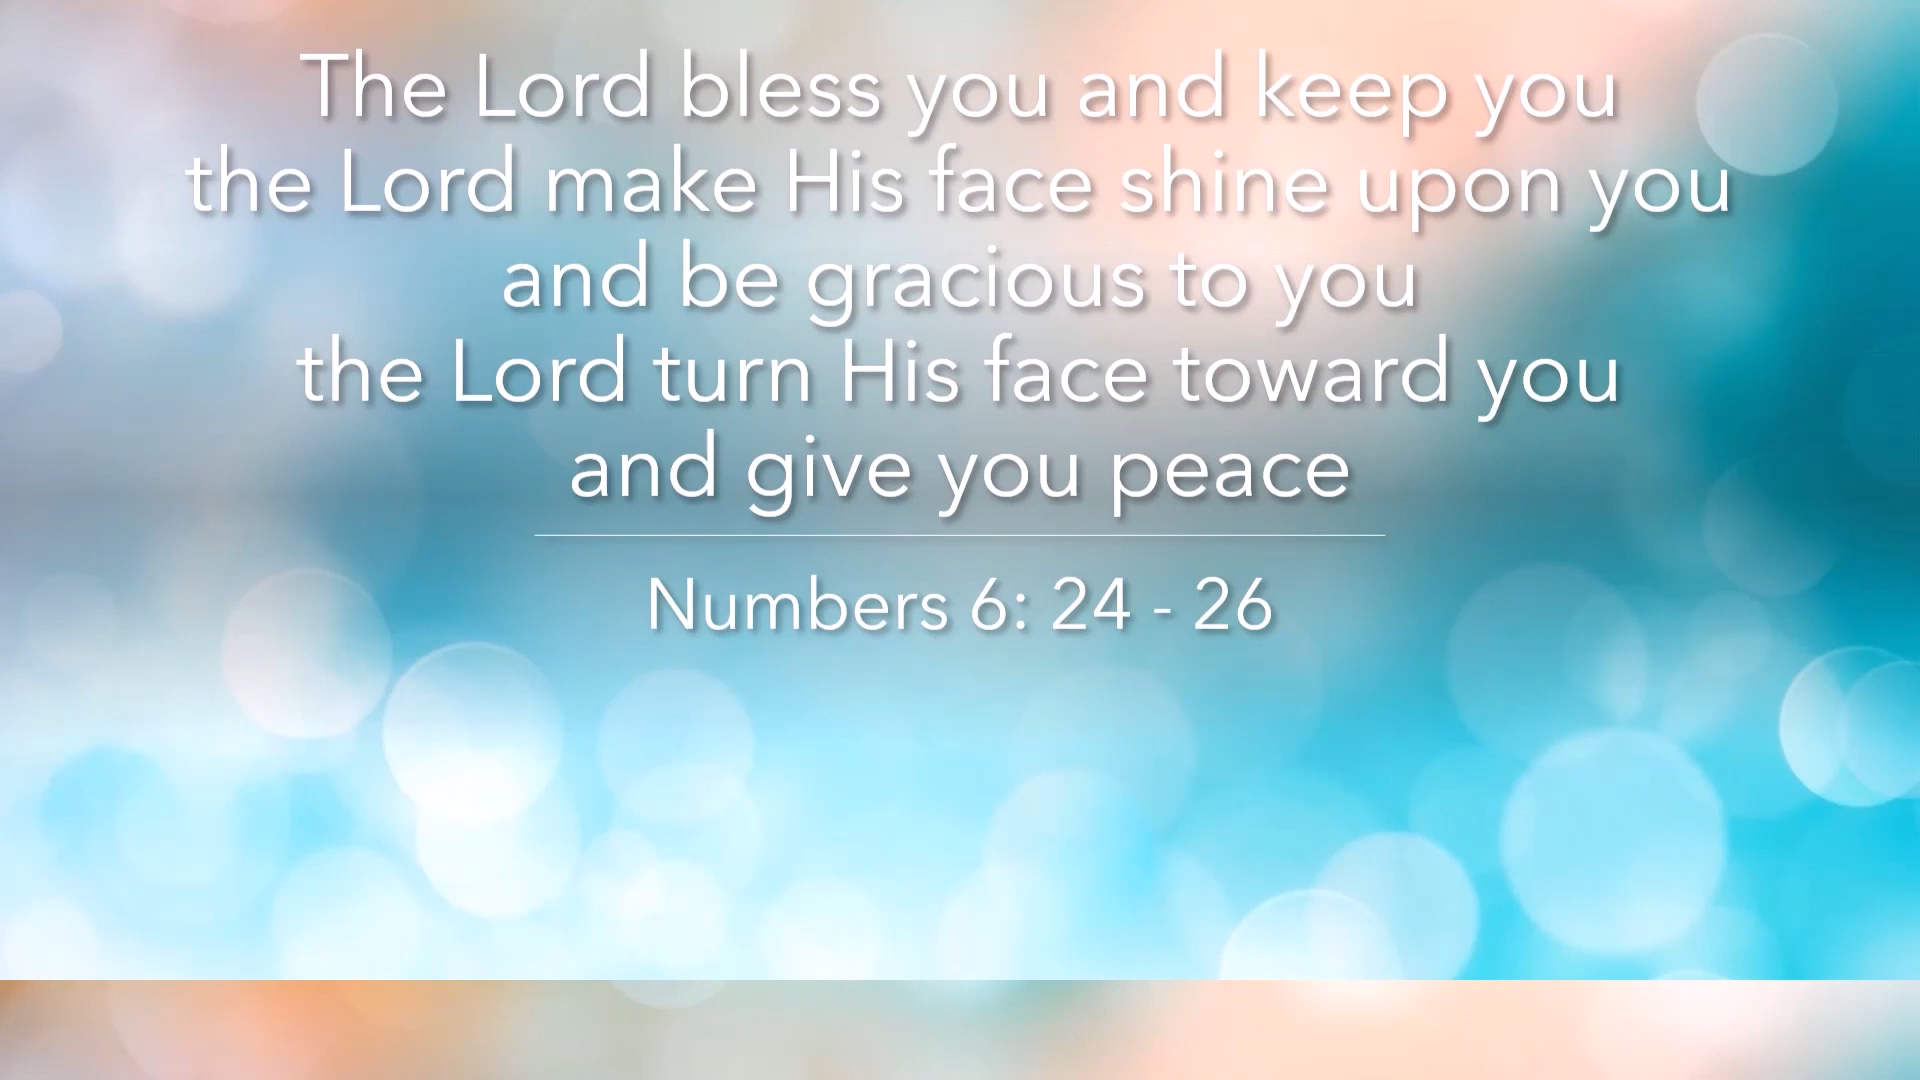 The Lord bless you and keep you
the Lord make His face shine upon you
and be gracious to you
the Lord turn His face toward you
and give you peace
Numbers 6: 24 - 26